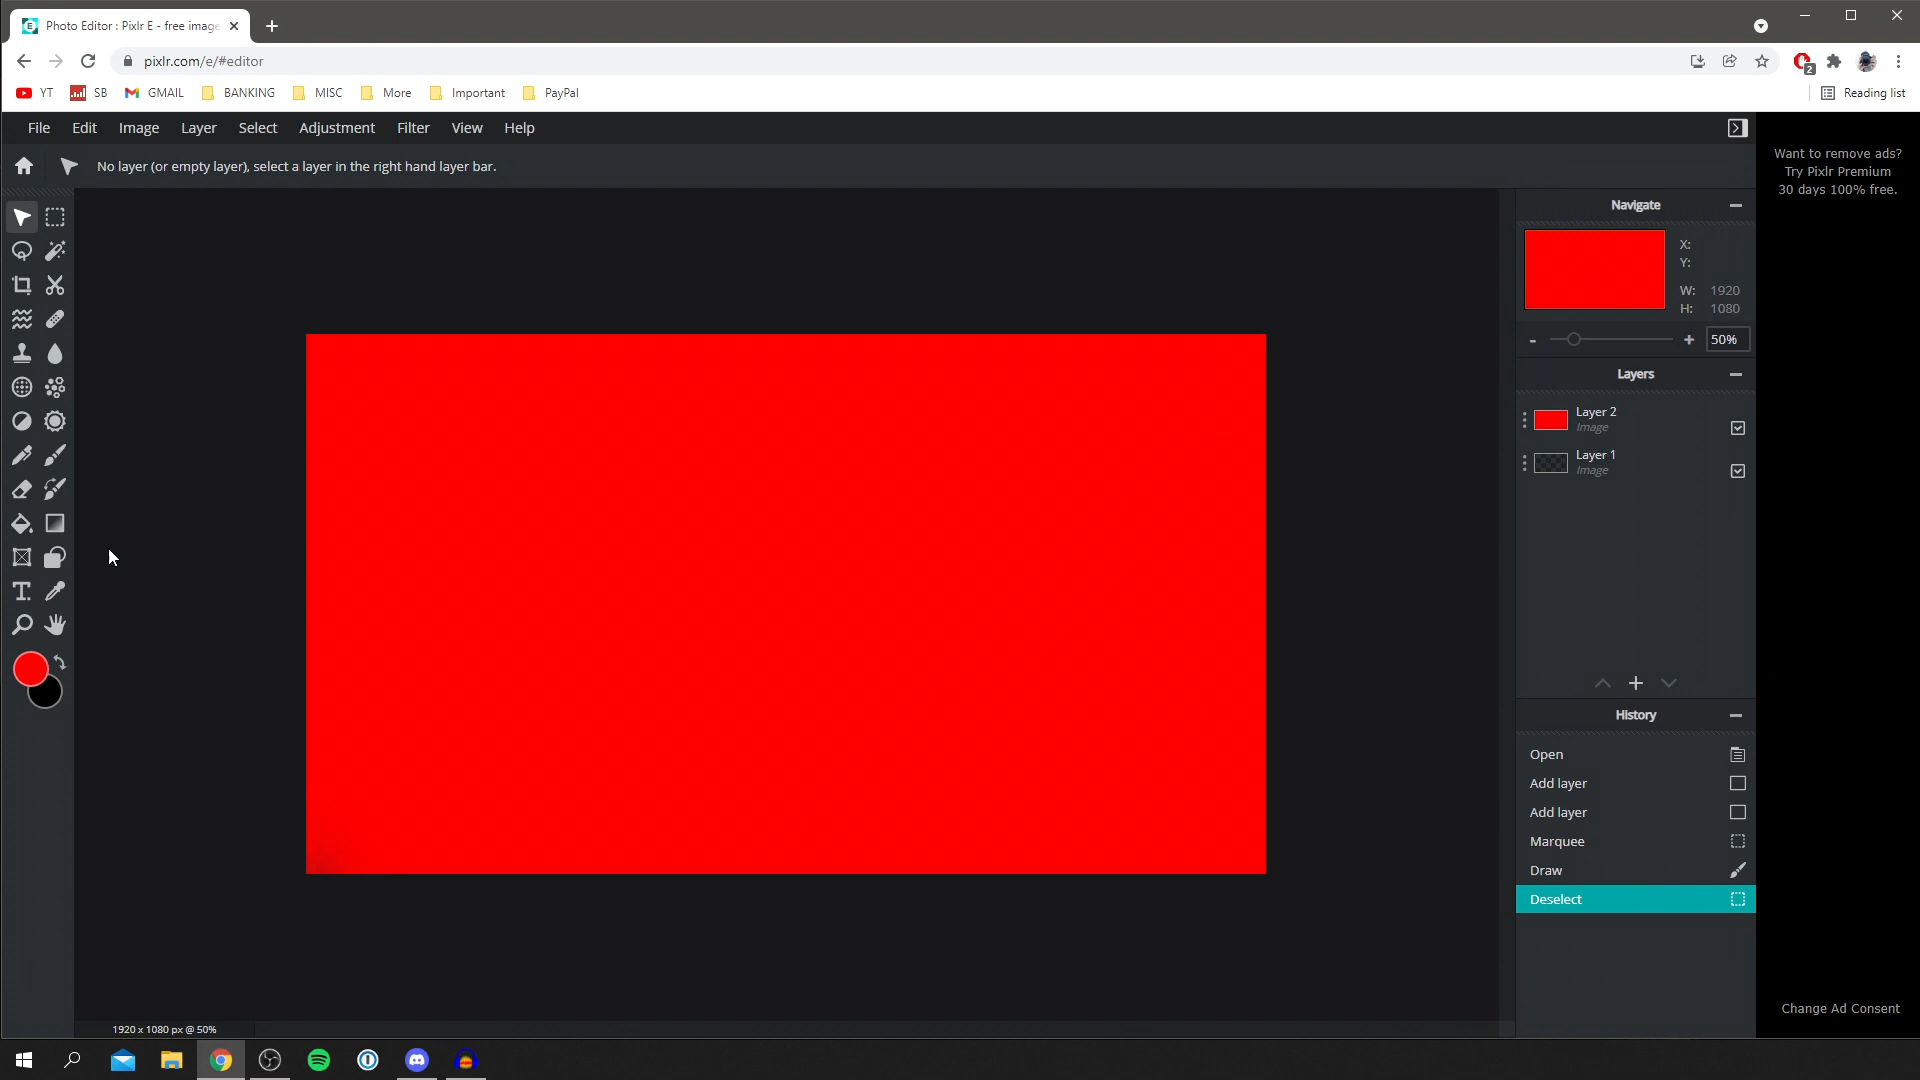 Photo Editor : Pixlr E - free image
pixlr.com/e/#editor
2
YT SB GMAIL BANKING MISC More Important PayPal Reading list
File Edit Image Layer Select Adjustment Filter View Help
No layer (or empty layer), select a layer in the right hand layer bar.
Want to remove ads?
Try Pixlr Premium
30 days 100% free.
Navigate
X:
Y:
W: 1920
H: 1080
- + 50%
Layers
Layer 2
Image
Layer 1
Image
History
Open
Add layer
Add layer
Marquee
Draw
Deselect
Change Ad Consent
1920 x 1080 px @ 50%